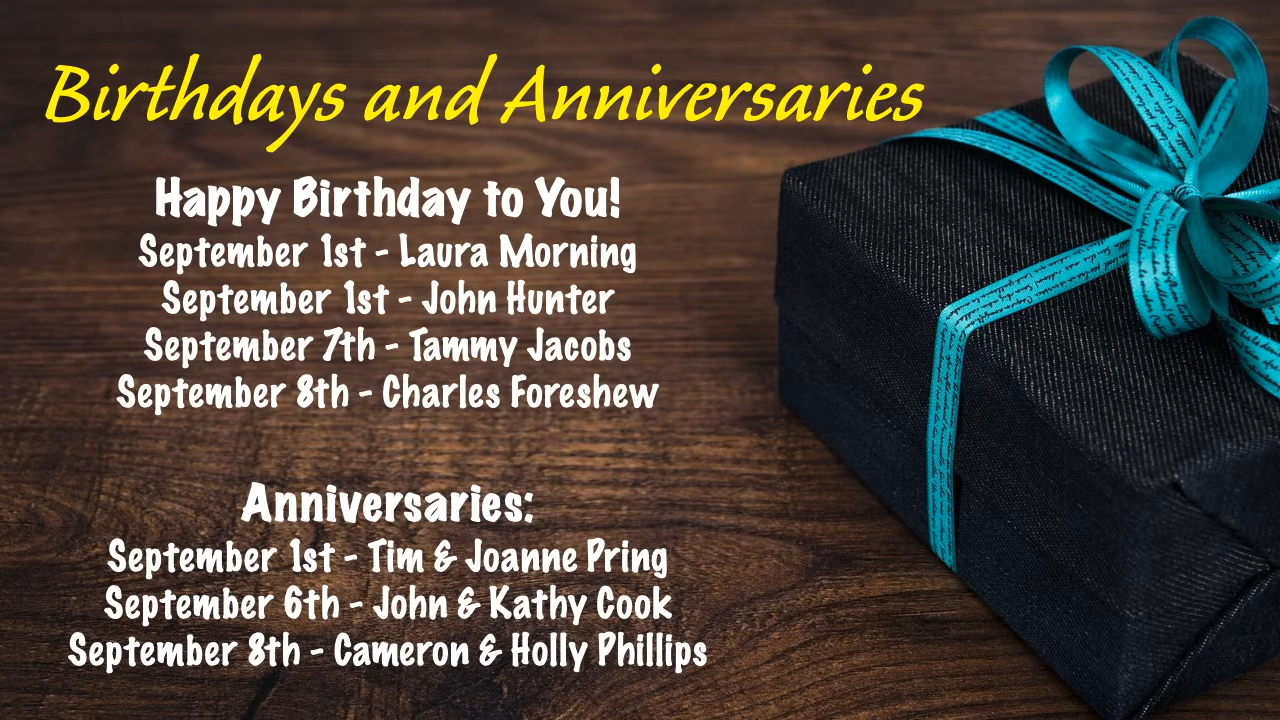 Birthdays and Anniversaries
Happy Birthday to You!
September 1st - Laura Morning
September 1st - John Hunter
September 7th - Tammy Jacobs
September 8th - Charles Foreshew
Anniversaries:
September 1st - Tim & Joanne Pring
September 6th - John & Kathy Cook
September 8th - Cameron & Holly Phillips